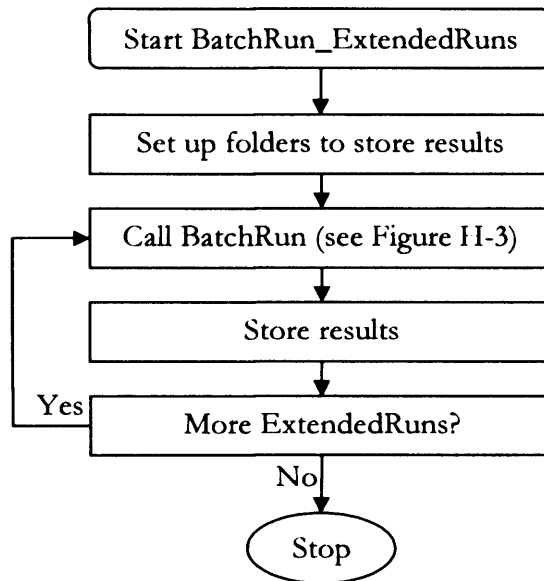 Start BatchRun_ExtendedRuns
Set up folders to store results
Call BatchRun (see Figure H-3)
Store results
Yes
More ExtendedRuns?
No
Stop